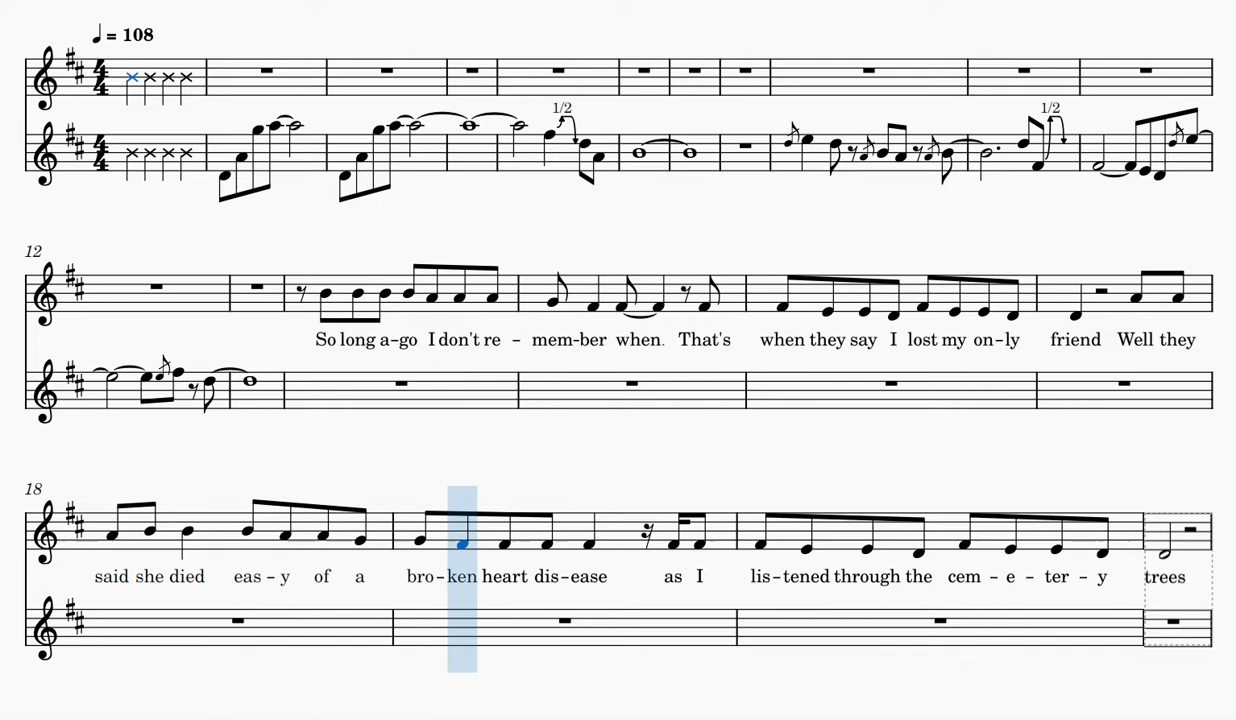 ♩ = 108
1/2 1/2
12
So long a-go I don't re - mem-ber when. That's when they say I lost my on-ly friend Well they
18
said she died eas - y of a bro-ken heart dis-ease as I lis-tened through the cem - e - ter - y trees